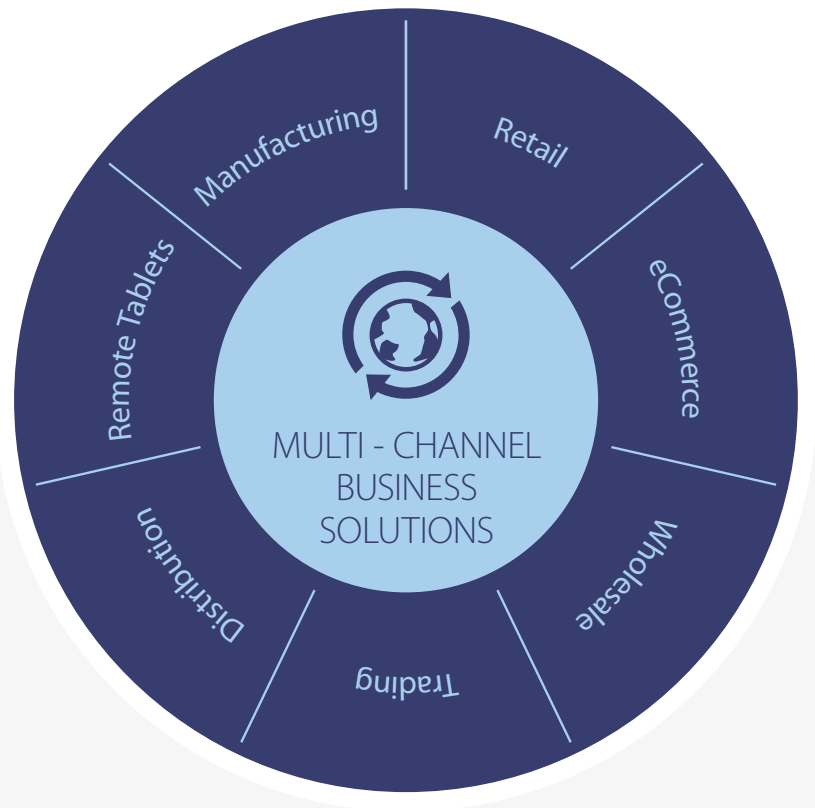 Manufacturing
Retail
eCommerce
Wholesale
Trading
Distribution
Remote Tablets
MULTI - CHANNEL
BUSINESS
SOLUTIONS